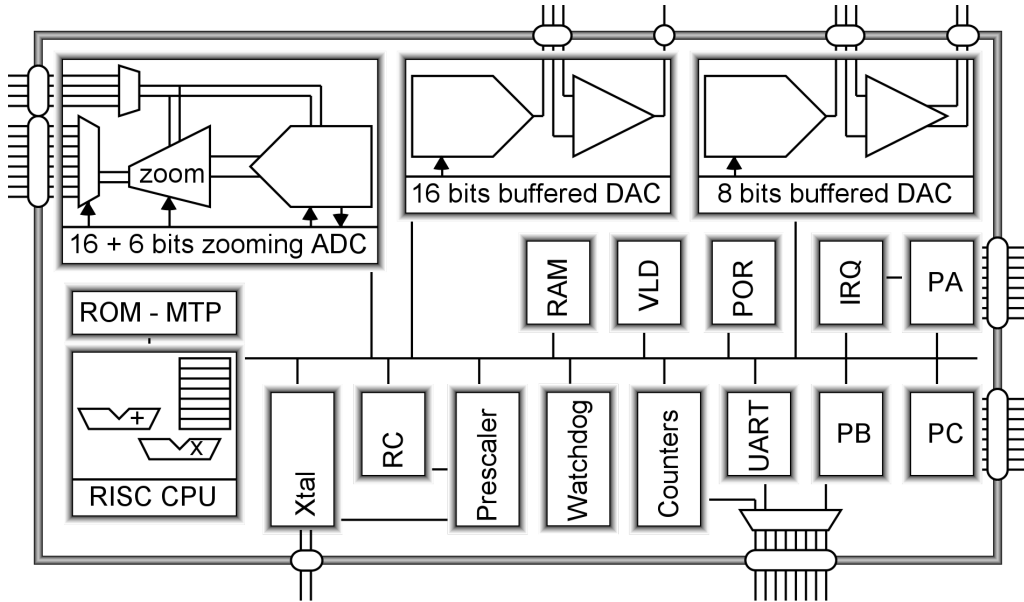 zoom
16 + 6 bits zooming ADC
16 bits buffered DAC
8 bits buffered DAC
RAM
VLD
POR
IRQ
PA
ROM - MTP
+
x
RISC CPU
Xtal
RC
Prescaler
Watchdog
Counters
UART
PB
PC